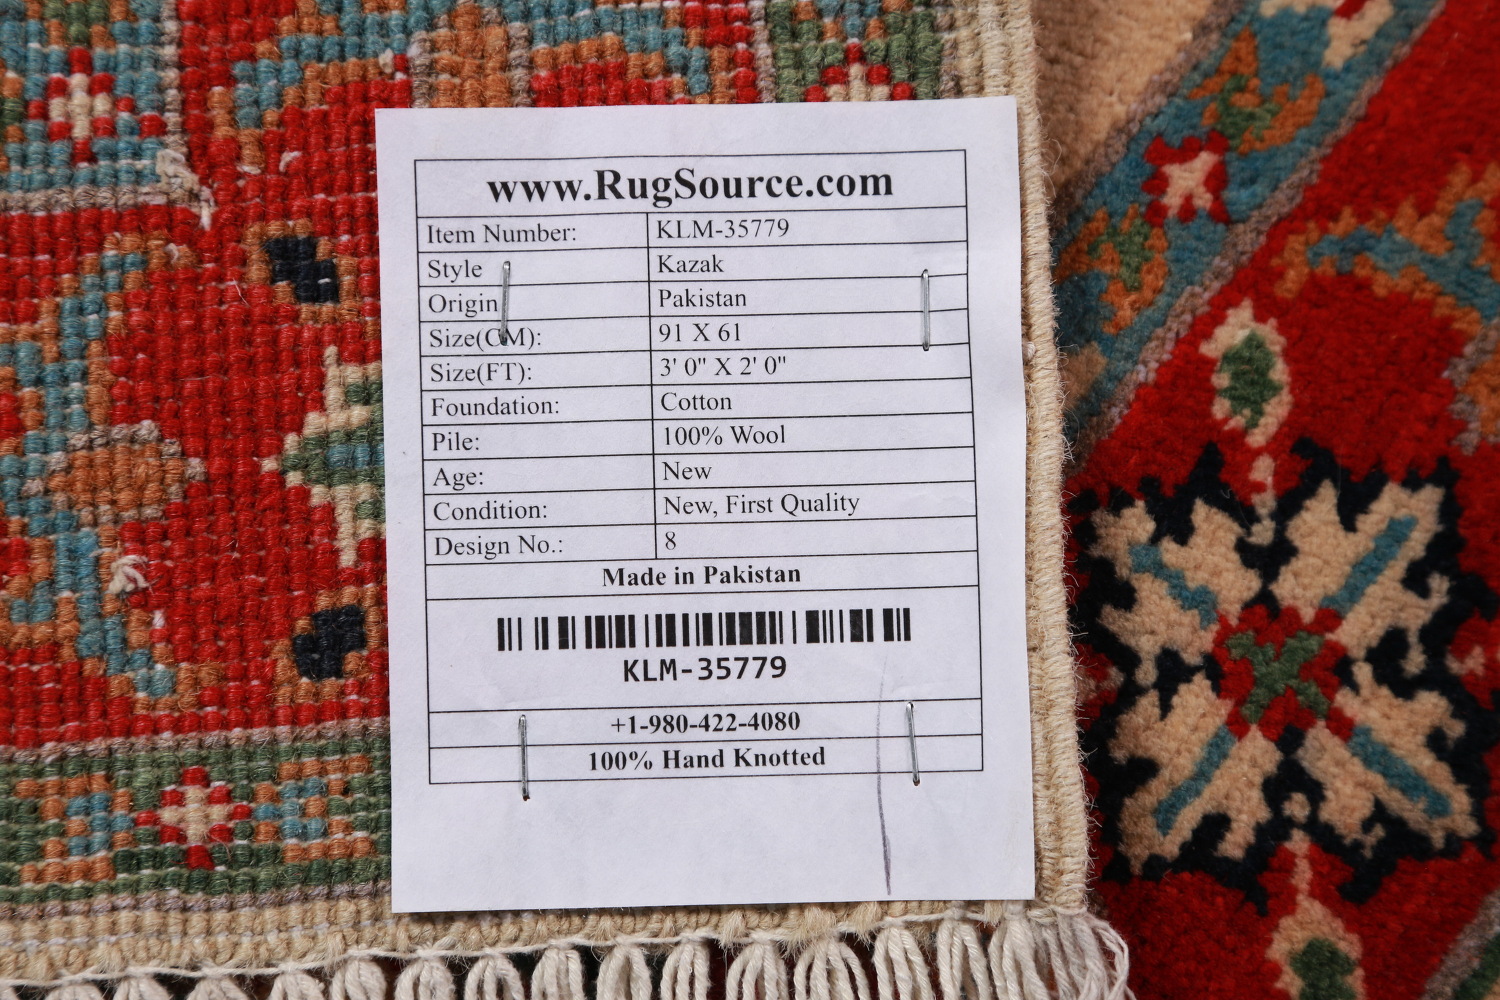 www.RugSource.com
Item Number: KLM-35779
Style Kazak
Origin Pakistan
Size(CM): 91 X 61
Size(FT): 3' 0" X 2' 0"
Foundation: Cotton
Pile: 100% Wool
Age: New
Condition: New, First Quality
Design No.: 8
Made in Pakistan
KLM-35779
+1-980-422-4080
100% Hand Knotted